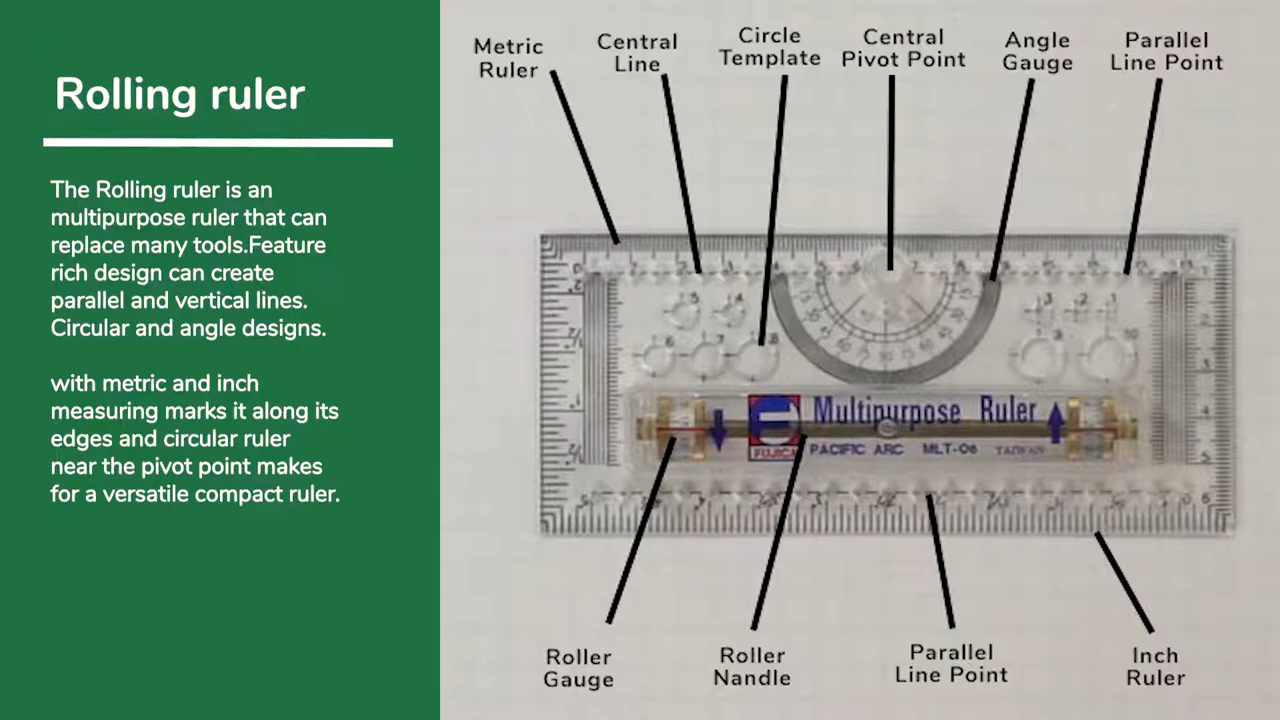 Rolling ruler
The Rolling ruler is an
multipurpose ruler that can
replace many tools.Feature
rich design can create
parallel and vertical lines.
Circular and angle designs.
with metric and inch
measuring marks it along its
edges and circular ruler
near the pivot point makes
for a versatile compact ruler.
Metric
Ruler
Central
Line
Circle
Template
Central
Pivot Point
Angle
Gauge
Parallel
Line Point
Multipurpose Ruler
FUJICA PACIFIC ARC MLT-06 TAIWAN
Roller
Gauge
Roller
Nandle
Parallel
Line Point
Inch
Ruler